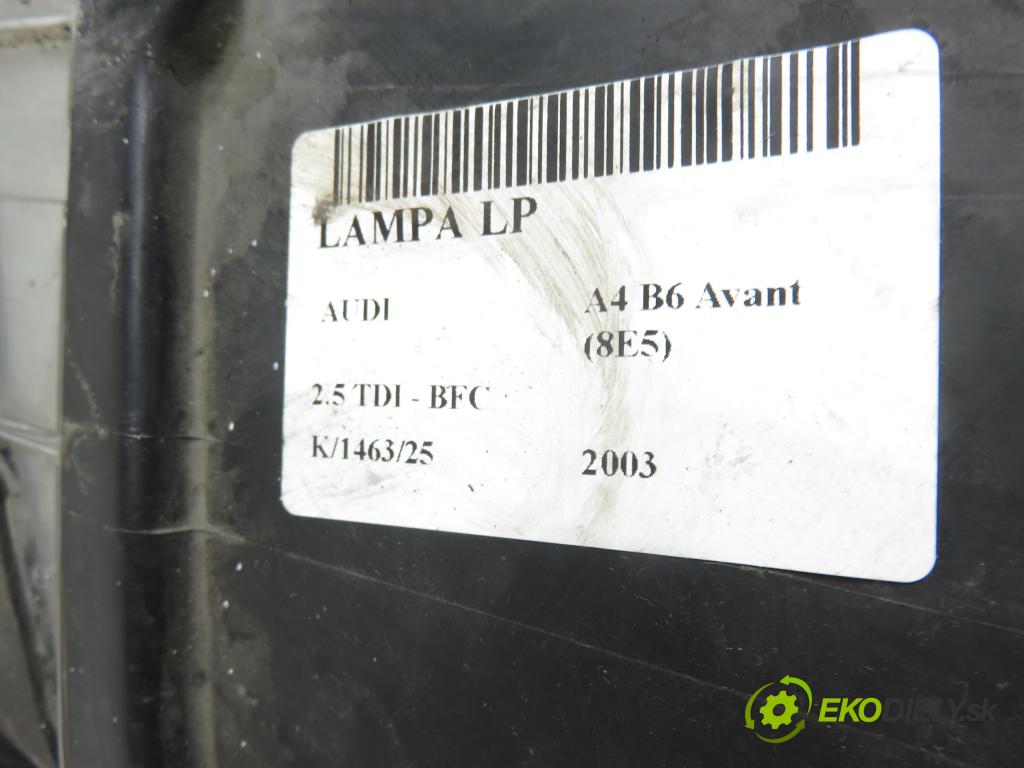 LAMPA LP
AUDI
A4 B6 Avant
(8E5)
2.5 TDI - BFC
K/1463/25
2003
EKODIELY.sk